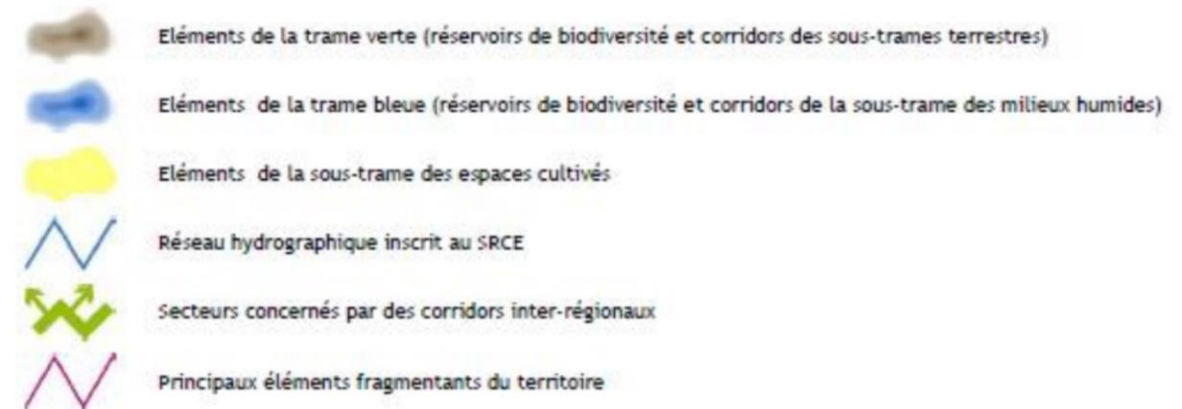 Eléments de la trame verte (réservoirs de biodiversité et corridors des sous-trames terrestres)
Eléments de la trame bleue (réservoirs de biodiversité et corridors de la sous-trame des milieux humides)
Eléments de la sous-trame des espaces cultivés
Réseau hydrographique inscrit au SRCE
Secteurs concernés par des corridors inter-régionaux
Principaux éléments fragmentants du territoire